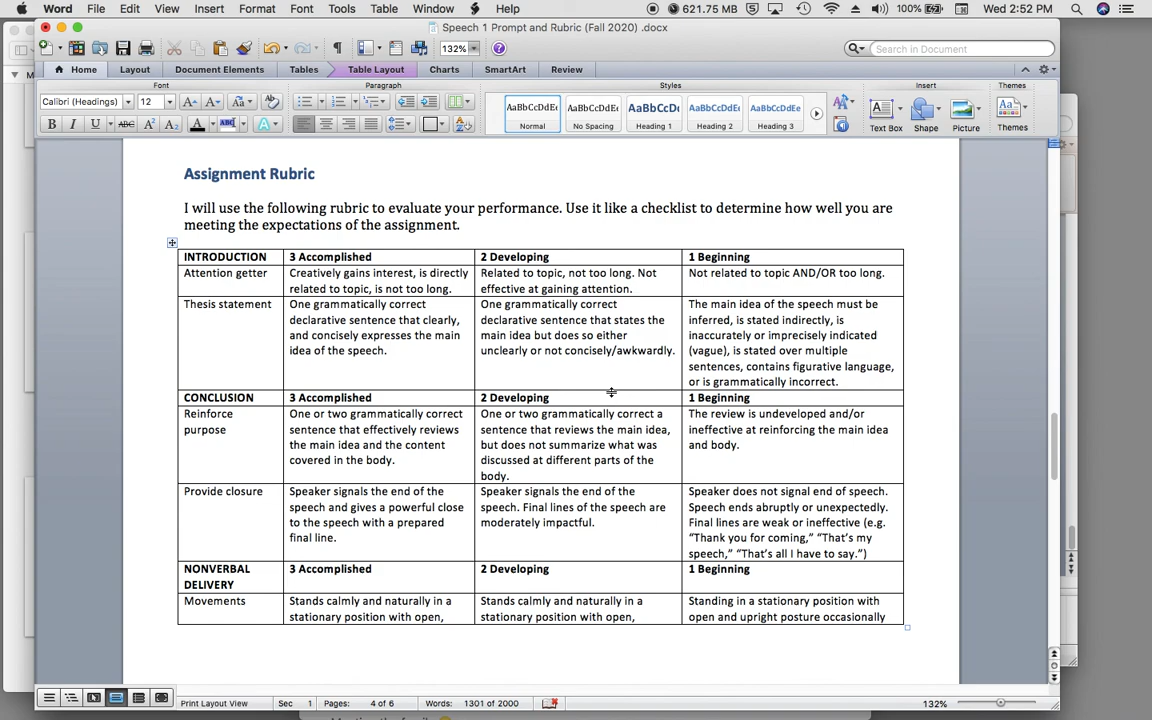 Word File Edit View Insert Format Font Tools Table Window Help 621.75 MB 100% Wed 2:52 PM
Speech 1 Prompt and Rubric (Fall 2020) .docx
132% Search in Document
Home Layout Document Elements Tables Table Layout Charts SmartArt Review
Font Paragraph Styles Insert Themes
Calibri (Headings) 12 AaBbCcDdEe AaBbCcDdEe AaBbCcDc AaBbCcDdEe AaBbCcDdEe
Normal No Spacing Heading 1 Heading 2 Heading 3 Text Box Shape Picture Themes
Assignment Rubric
I will use the following rubric to evaluate your performance. Use it like a checklist to determine how well you are
meeting the expectations of the assignment.
INTRODUCTION 3 Accomplished 2 Developing 1 Beginning
Attention getter Creatively gains interest, is directly Related to topic, not too long. Not Not related to topic AND/OR too long.
related to topic, is not too long. effective at gaining attention.
Thesis statement One grammatically correct One grammatically correct The main idea of the speech must be
declarative sentence that clearly, declarative sentence that states the inferred, is stated indirectly, is
and concisely expresses the main main idea but does so either inaccurately or imprecisely indicated
idea of the speech. unclearly or not concisely/awkwardly. (vague), is stated over multiple
sentences, contains figurative language,
or is grammatically incorrect.
CONCLUSION 3 Accomplished 2 Developing 1 Beginning
Reinforce One or two grammatically correct One or two grammatically correct a The review is undeveloped and/or
purpose sentence that effectively reviews sentence that reviews the main idea, ineffective at reinforcing the main idea
the main idea and the content but does not summarize what was and body.
covered in the body. discussed at different parts of the
body.
Provide closure Speaker signals the end of the Speaker signals the end of the Speaker does not signal end of speech.
speech and gives a powerful close speech. Final lines of the speech are Speech ends abruptly or unexpectedly.
to the speech with a prepared moderately impactful. Final lines are weak or ineffective (e.g.
final line. “Thank you for coming,” “That’s my
speech,” “That’s all I have to say.”)
NONVERBAL 3 Accomplished 2 Developing 1 Beginning
DELIVERY
Movements Stands calmly and naturally in a Stands calmly and naturally in a Standing in a stationary position with
stationary position with open, stationary position with open, open and upright posture occasionally
Print Layout View Sec 1 Pages: 4 of 6 Words: 1301 of 2000 132%